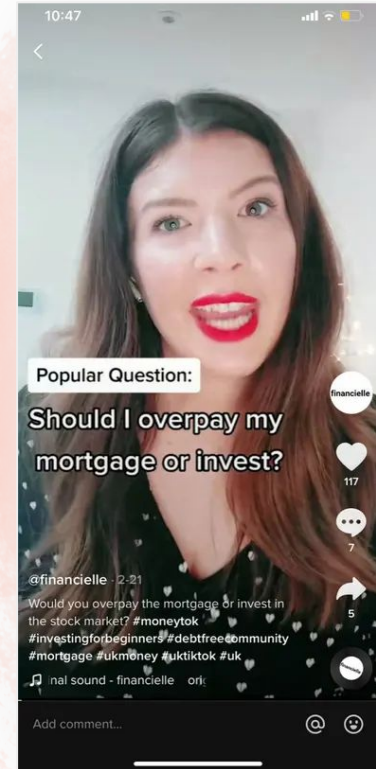 10:47
Popular Question:
Should I overpay my
mortgage or invest?
financielle
117
7
5
@financielle · 2-21
Would you overpay the mortgage or invest in
the stock market? #moneytok
#investingforbeginners #debtfreecommunity
#mortgage #ukmoney #uktiktok #uk
nal sound - financielle ori
Add comment...
@